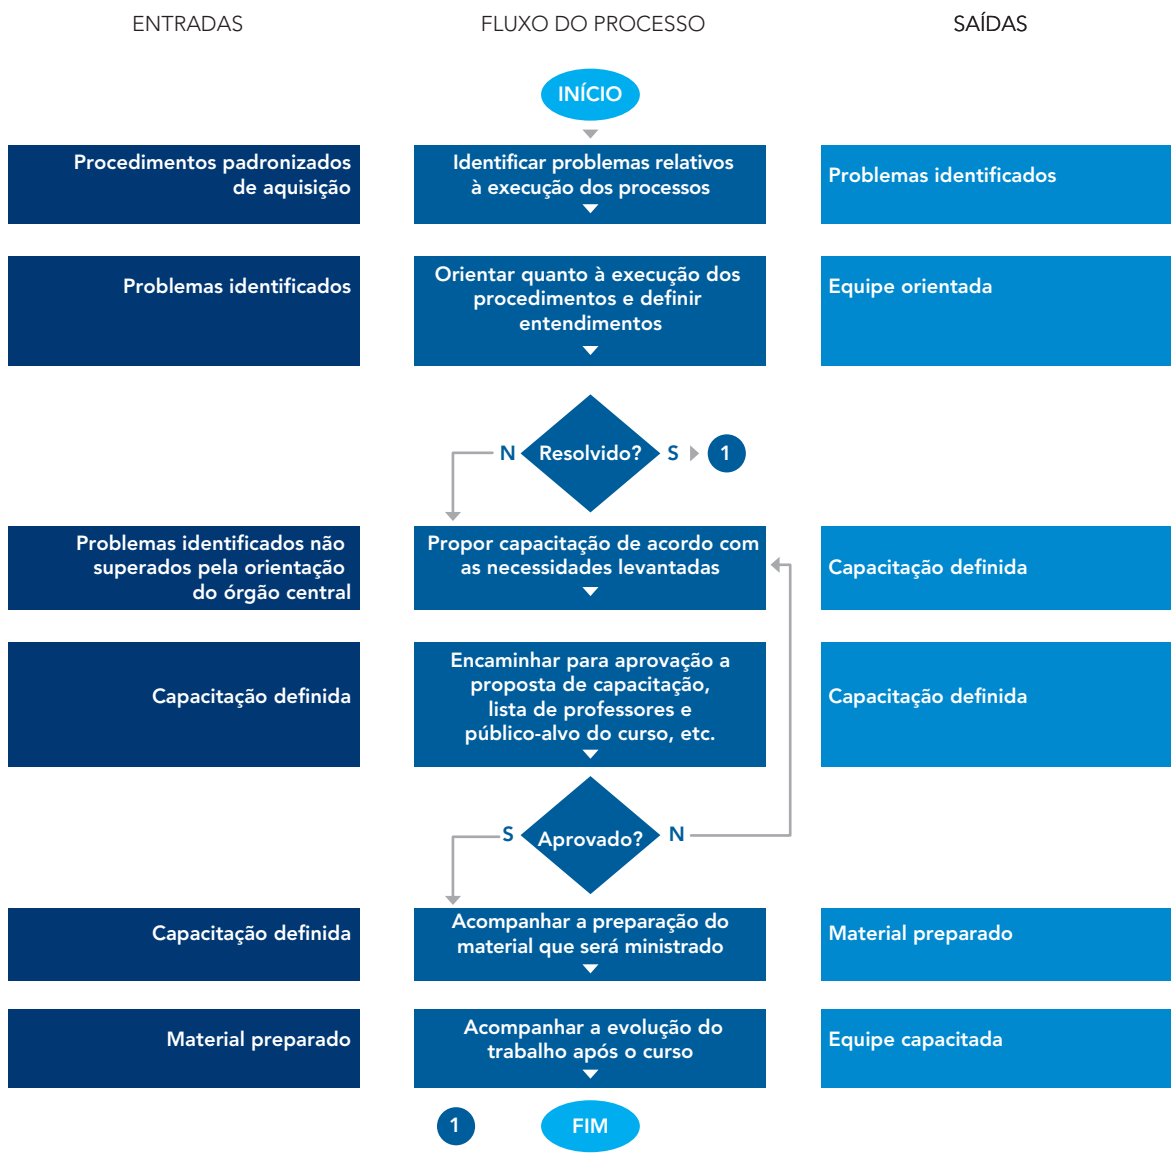 ENTRADAS
FLUXO DO PROCESSO
SAÍDAS
INÍCIO
Procedimentos padronizados
de aquisição
Identificar problemas relativos
à execução dos processos
Problemas identificados
Problemas identificados
Orientar quanto à execução dos
procedimentos e definir
entendimentos
Equipe orientada
N
Resolvido?
S
1
Problemas identificados não
superados pela orientação
do órgão central
Propor capacitação de acordo com
as necessidades levantadas
Capacitação definida
Capacitação definida
Encaminhar para aprovação a
proposta de capacitação,
lista de professores e
público-alvo do curso, etc.
Capacitação definida
S
Aprovado?
N
Capacitação definida
Acompanhar a preparação do
material que será ministrado
Material preparado
Material preparado
Acompanhar a evolução do
trabalho após o curso
Equipe capacitada
1
FIM